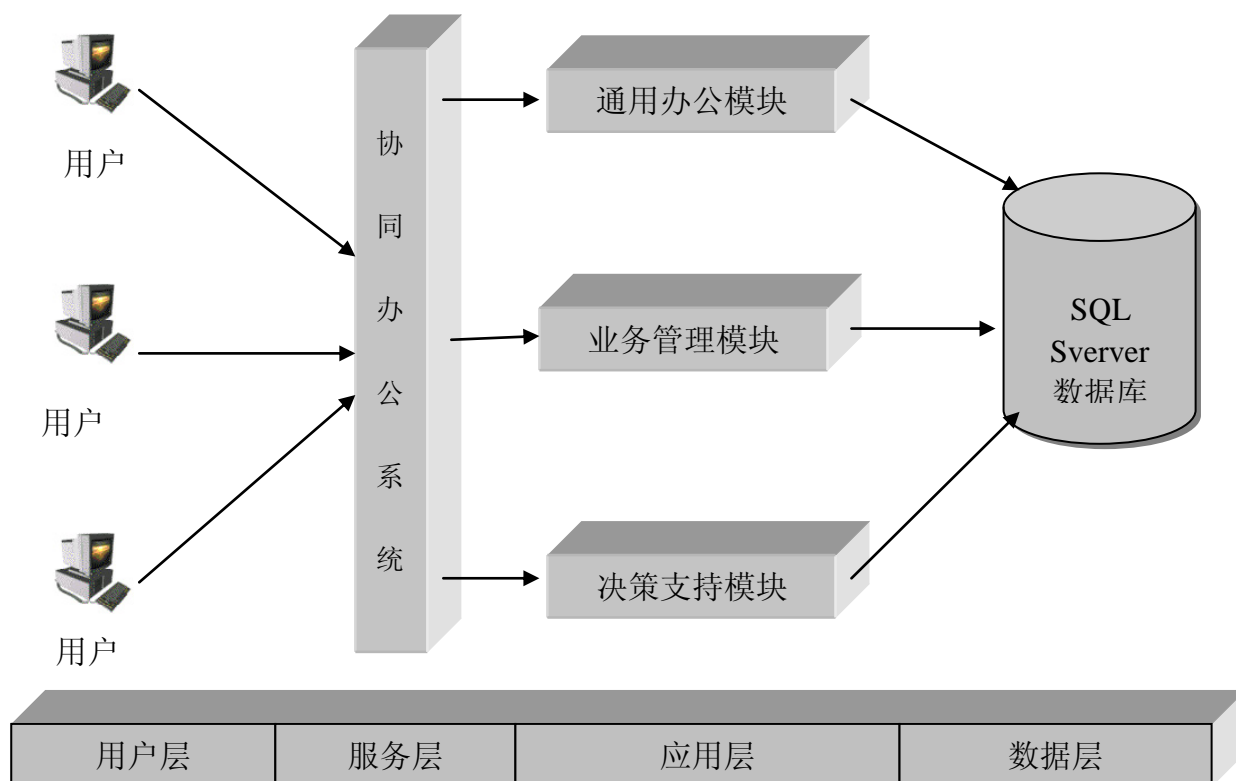 用户
用户
用户
协
同
办
公
系
统
通用办公模块
业务管理模块
决策支持模块
SQL
Sverver
数据库
用户层
服务层
应用层
数据层